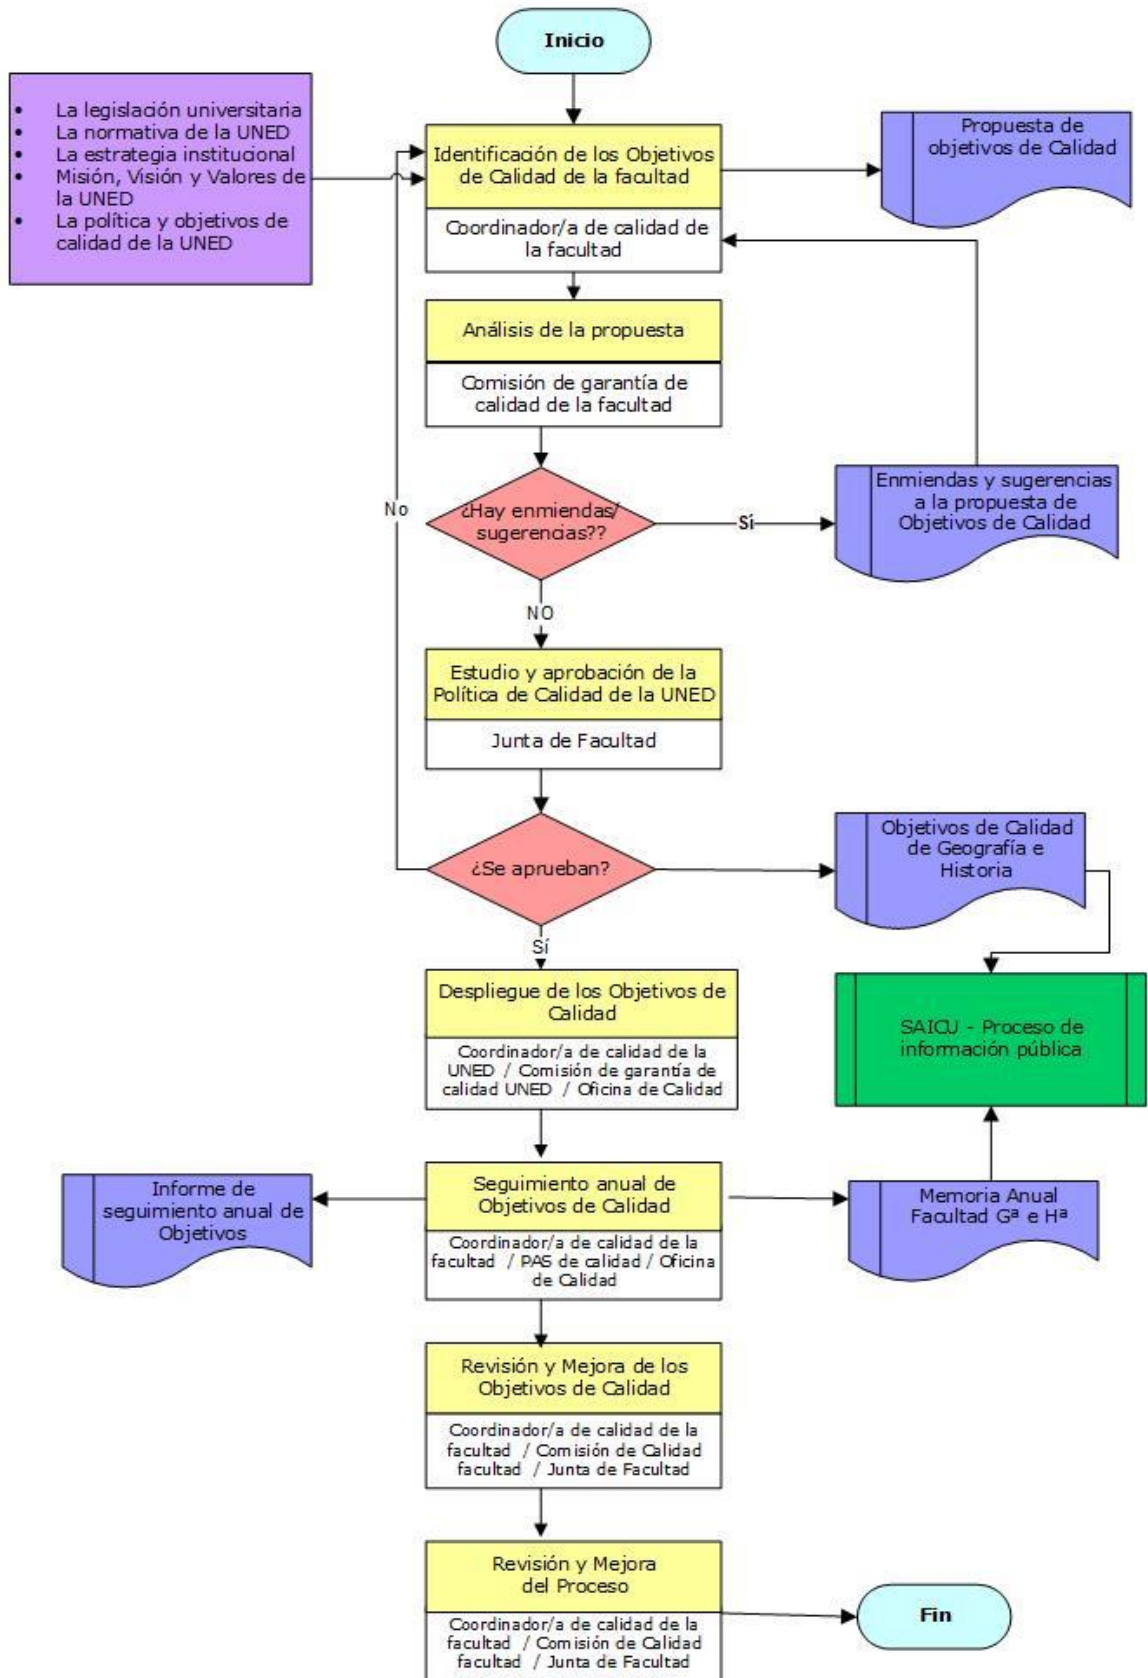 Inicio
• La legislación universitaria
• La normativa de la UNED
• La estrategia institucional
• Misión, Visión y Valores de
la UNED
• La política y objetivos de
calidad de la UNED
Identificación de los Objetivos
de Calidad de la facultad
Coordinador/a de calidad de
la facultad
Propuesta de
objetivos de Calidad
Análisis de la propuesta
Comisión de garantía de
calidad de la facultad
No
¿Hay enmiendas/
sugerencias??
Sí
Enmiendas y sugerencias
a la propuesta de
Objetivos de Calidad
NO
Estudio y aprobación de la
Política de Calidad de la UNED
Junta de Facultad
¿Se aprueban?
Objetivos de Calidad
de Geografía e
Historia
Sí
Despliegue de los Objetivos de
Calidad
Coordinador/a de calidad de la
UNED / Comisión de garantía de
calidad UNED / Oficina de Calidad
SAICU - Proceso de
información pública
Informe de
seguimiento anual de
Objetivos
Seguimiento anual de
Objetivos de Calidad
Coordinador/a de calidad de la
facultad / PAS de calidad / Oficina
de Calidad
Memoria Anual
Facultad Gª e Hª
Revisión y Mejora de los
Objetivos de Calidad
Coordinador/a de calidad de la
facultad / Comisión de Calidad
facultad / Junta de Facultad
Revisión y Mejora
del Proceso
Coordinador/a de calidad de la
facultad / Comisión de Calidad
facultad / Junta de Facultad
Fin